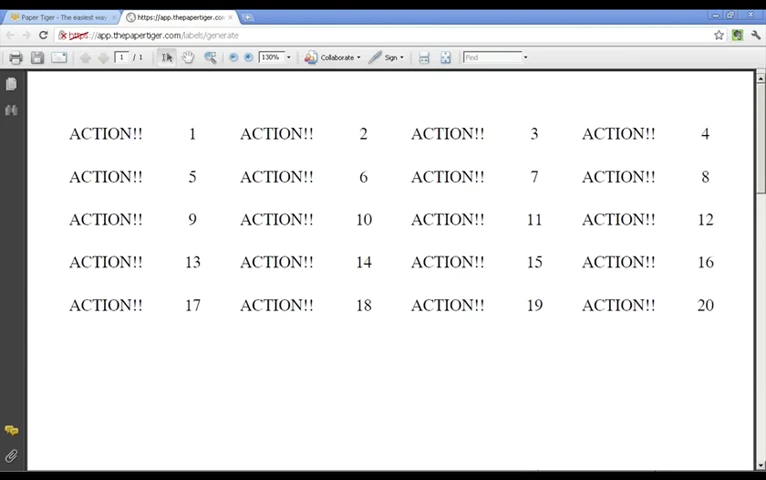 Paper Tiger - The easiest way
https://app.thepapertiger.com
https://app.thepapertiger.com/labels/generate
1 / 1 130% Collaborate Sign Find
ACTION!! 1 ACTION!! 2 ACTION!! 3 ACTION!! 4
ACTION!! 5 ACTION!! 6 ACTION!! 7 ACTION!! 8
ACTION!! 9 ACTION!! 10 ACTION!! 11 ACTION!! 12
ACTION!! 13 ACTION!! 14 ACTION!! 15 ACTION!! 16
ACTION!! 17 ACTION!! 18 ACTION!! 19 ACTION!! 20